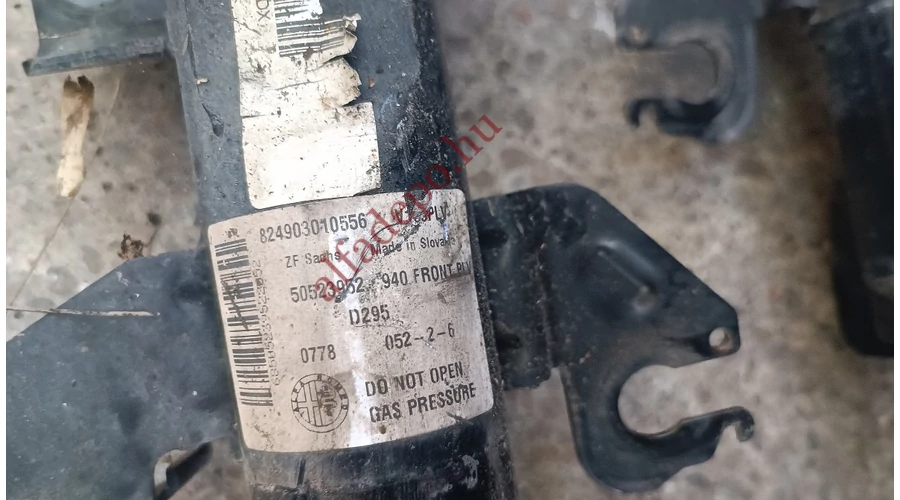 824903010556
ZF Sachs Made in Slovakia
50523952 940 FRONT
D295
0778 052-2-6
DO NOT OPEN
GAS PRESSURE
alfadepo.hu